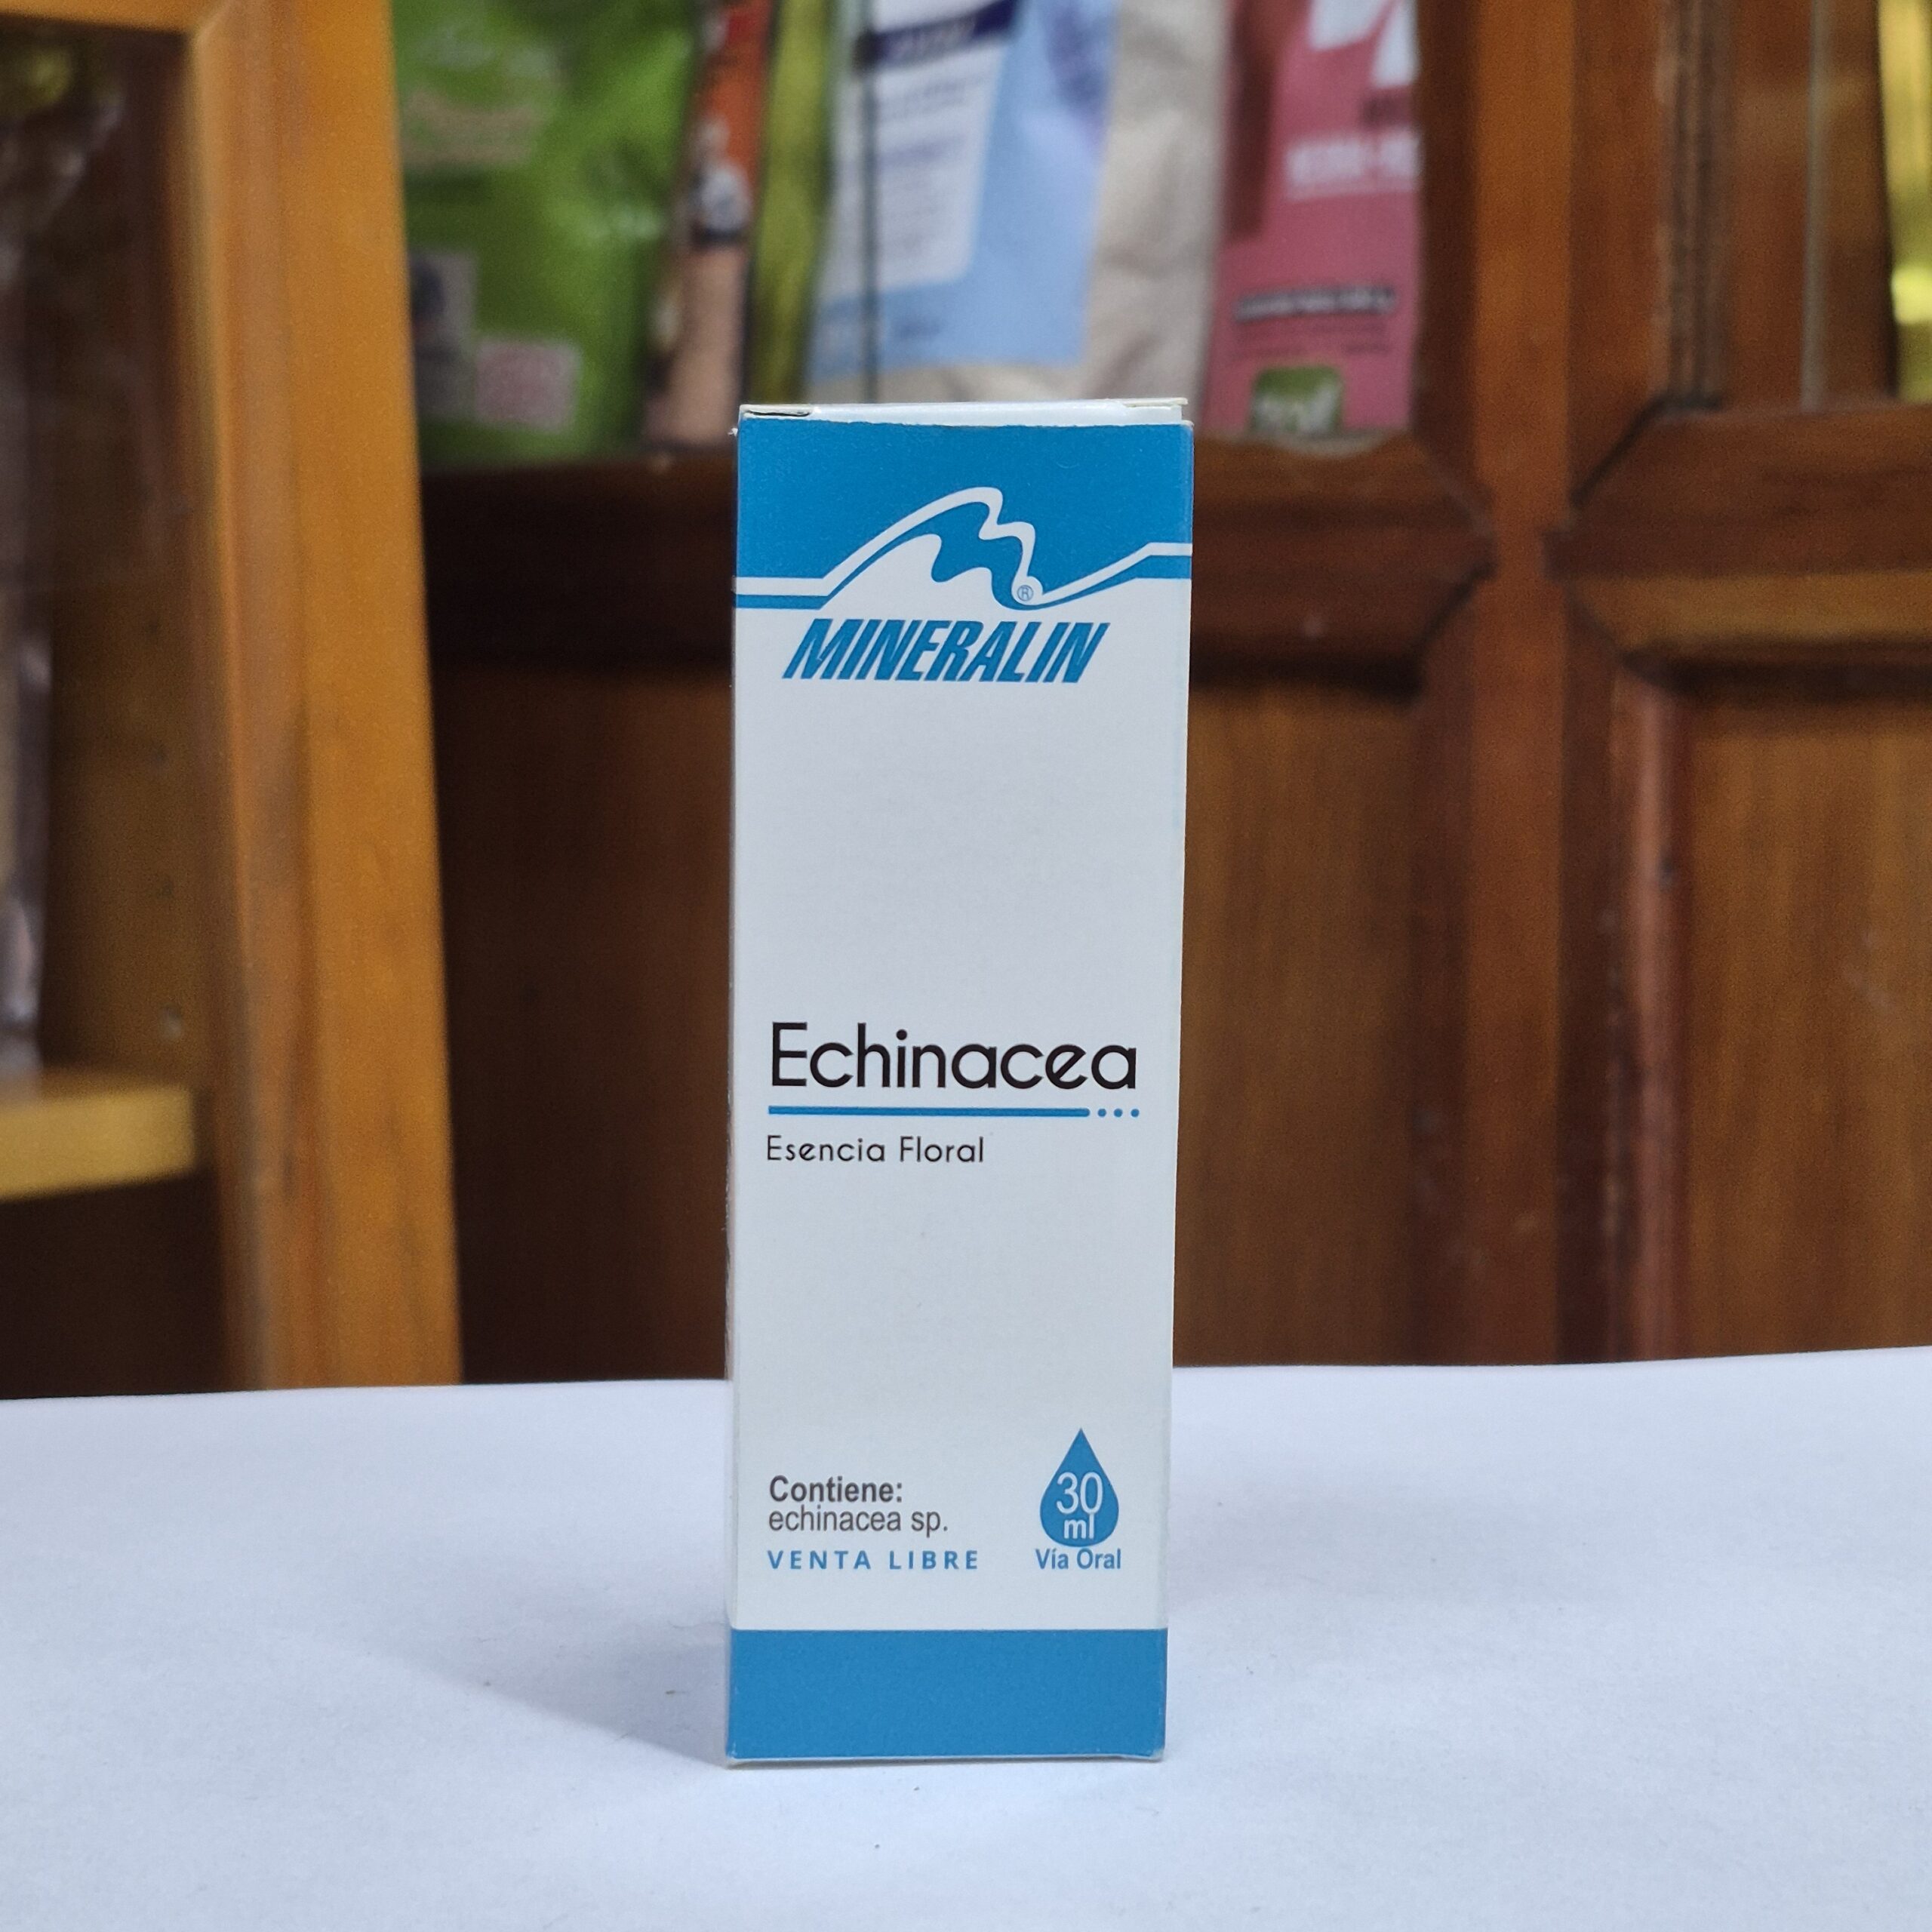 ®
MINERALIN
Echinacea
Esencia Floral
Contiene:
echinacea sp.
VENTA LIBRE
30
ml
Vía Oral